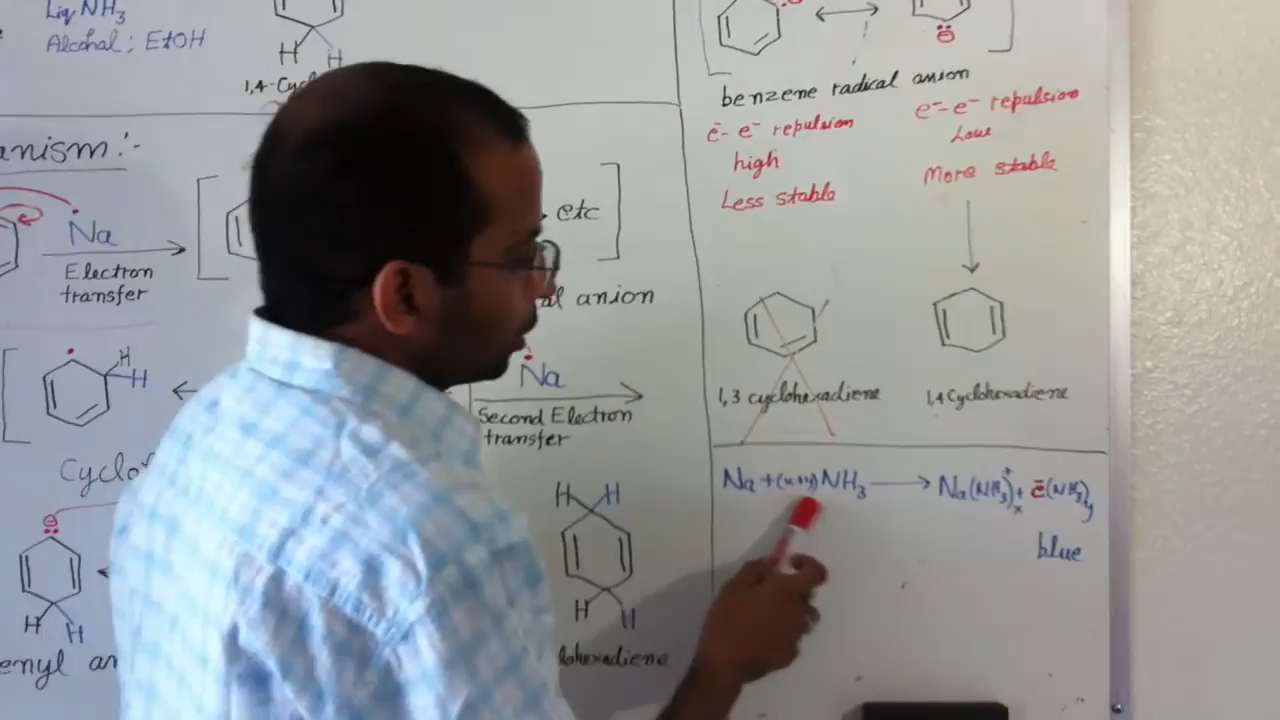 Liq NH3
Alcohal; EtOH
H H
1,4-Cyc
anism:-
Na
Electron
transfer
etc
al anion
H
H
Na
Second Electron
transfer
Cyclo
H H
H H
H H
enyl an
lohexadiene
⊖
benzene radical anion
e- e- repulsion
high
Less stable
e- e- repulsion
Low
More stable
1,3 cyclohexadiene
1,4 Cyclohexadiene
Na + (x+y) NH3 → Na(NH3)x+ + e-(NH3)y
blue